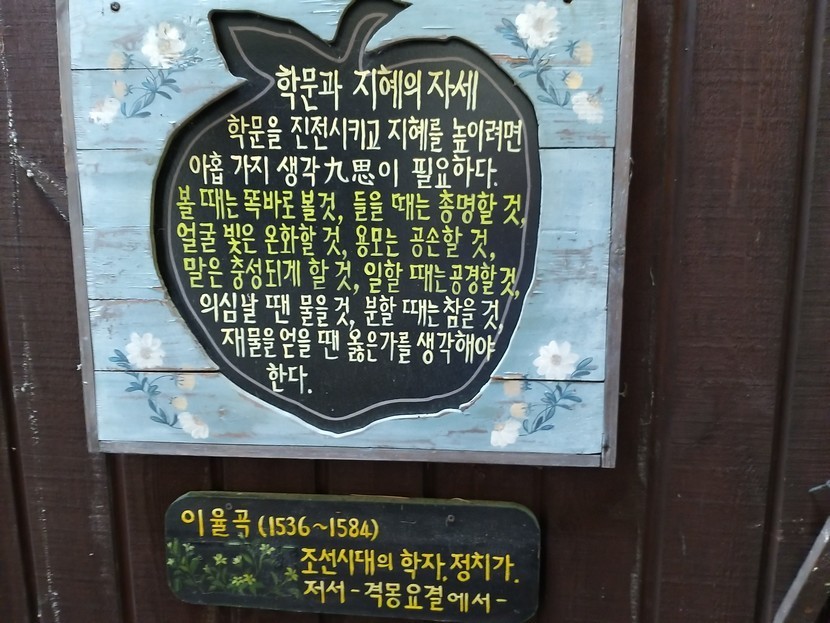 학문과 지혜의 자세
학문을 진전시키고 지혜를 높이려면
아홉 가지 생각九思이 필요하다.
볼 때는 똑바로 볼것, 들을 때는 총명할 것,
얼굴 빛은 온화할 것, 용모는 공손할 것,
말은 충성되게 할 것, 일할 때는 공경할 것,
의심날 땐 물을 것, 분할 때는 참을 것,
재물을 얻을 땐 옳은가를 생각해야
한다.
이율곡 (1536~1584)
조선시대의 학자, 정치가.
저서 - 격몽요결에서 -